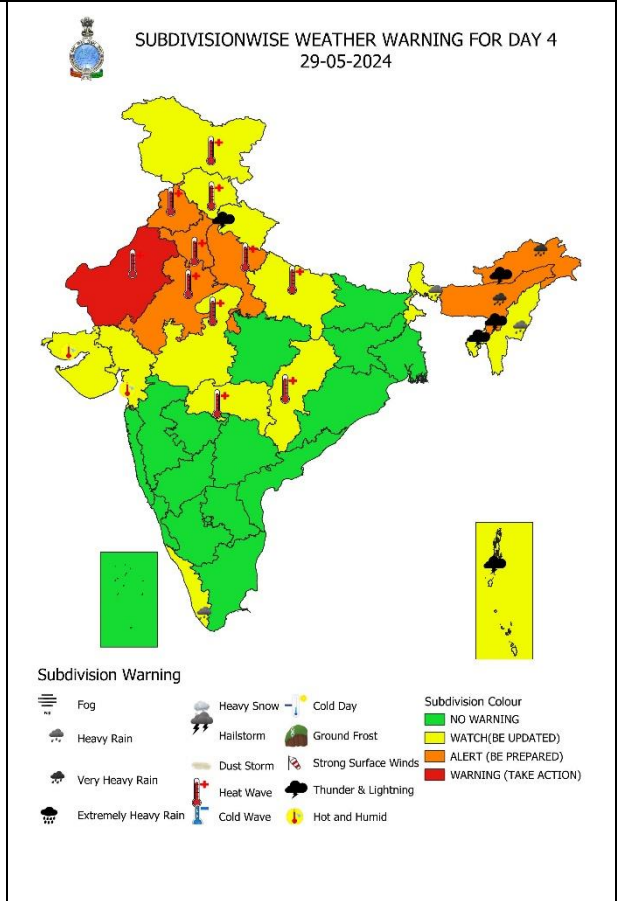 SUBDIVISIONWISE WEATHER WARNING FOR DAY 4
29-05-2024
Subdivision Warning
Fog
Heavy Rain
Very Heavy Rain
Extremely Heavy Rain
Heavy Snow
Hailstorm
Dust Storm
Heat Wave
Cold Wave
Cold Day
Ground Frost
Strong Surface Winds
Thunder & Lightning
Hot and Humid
Subdivision Colour
NO WARNING
WATCH(BE UPDATED)
ALERT (BE PREPARED)
WARNING (TAKE ACTION)